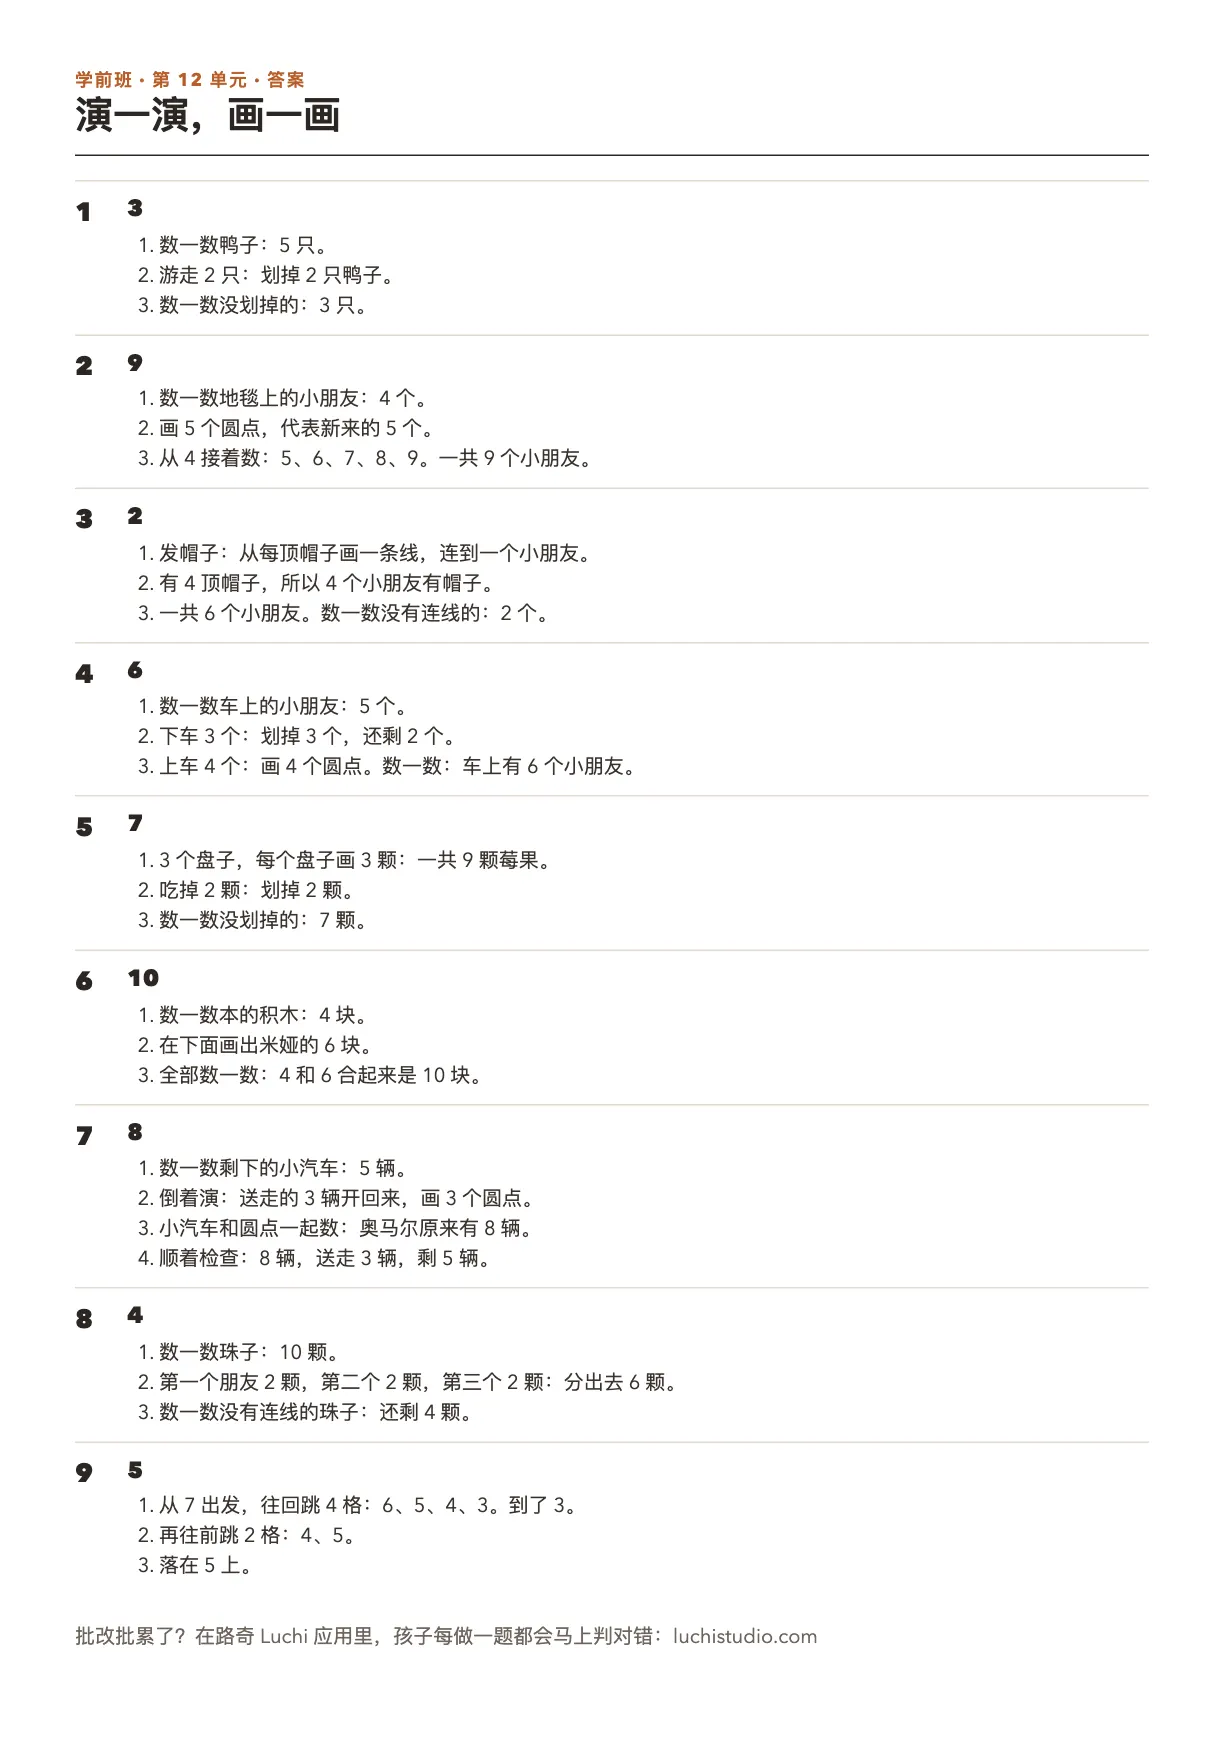 学前班·第 12 单元·答案
演一演，画一画
1 3
1. 数一数鸭子：5 只。
2. 游走 2 只：划掉 2 只鸭子。
3. 数一数没划掉的：3 只。
2 9
1. 数一数地毯上的小朋友：4 个。
2. 画 5 个圆点，代表新来的 5 个。
3. 从 4 接着数：5、6、7、8、9。一共 9 个小朋友。
3 2
1. 发帽子：从每顶帽子画一条线，连到一个小朋友。
2. 有 4 顶帽子，所以 4 个小朋友有帽子。
3. 一共 6 个小朋友。数一数没有连线的：2 个。
4 6
1. 数一数车上的小朋友：5 个。
2. 下车 3 个：划掉 3 个，还剩 2 个。
3. 上车 4 个：画 4 个圆点。数一数：车上有 6 个小朋友。
5 7
1. 3 个盘子，每个盘子画 3 颗：一共 9 颗莓果。
2. 吃掉 2 颗：划掉 2 颗。
3. 数一数没划掉的：7 颗。
6 10
1. 数一数本的积木：4 块。
2. 在下面画出米娅的 6 块。
3. 全部数一数：4 和 6 合起来是 10 块。
7 8
1. 数一数剩下的小汽车：5 辆。
2. 倒着演：送走的 3 辆开回来，画 3 个圆点。
3. 小汽车和圆点一起数：奥马尔原来有 8 辆。
4. 顺着检查：8 辆，送走 3 辆，剩 5 辆。
8 4
1. 数一数珠子：10 颗。
2. 第一个朋友 2 颗，第二个 2 颗，第三个 2 颗：分出去 6 颗。
3. 数一数没有连线的珠子：还剩 4 颗。
9 5
1. 从 7 出发，往回跳 4 格：6、5、4、3。到了 3。
2. 再往前跳 2 格：4、5。
3. 落在 5 上。
批改批累了？在路奇 Luchi 应用里，孩子每做一题都会马上判对错：luchistudio.com